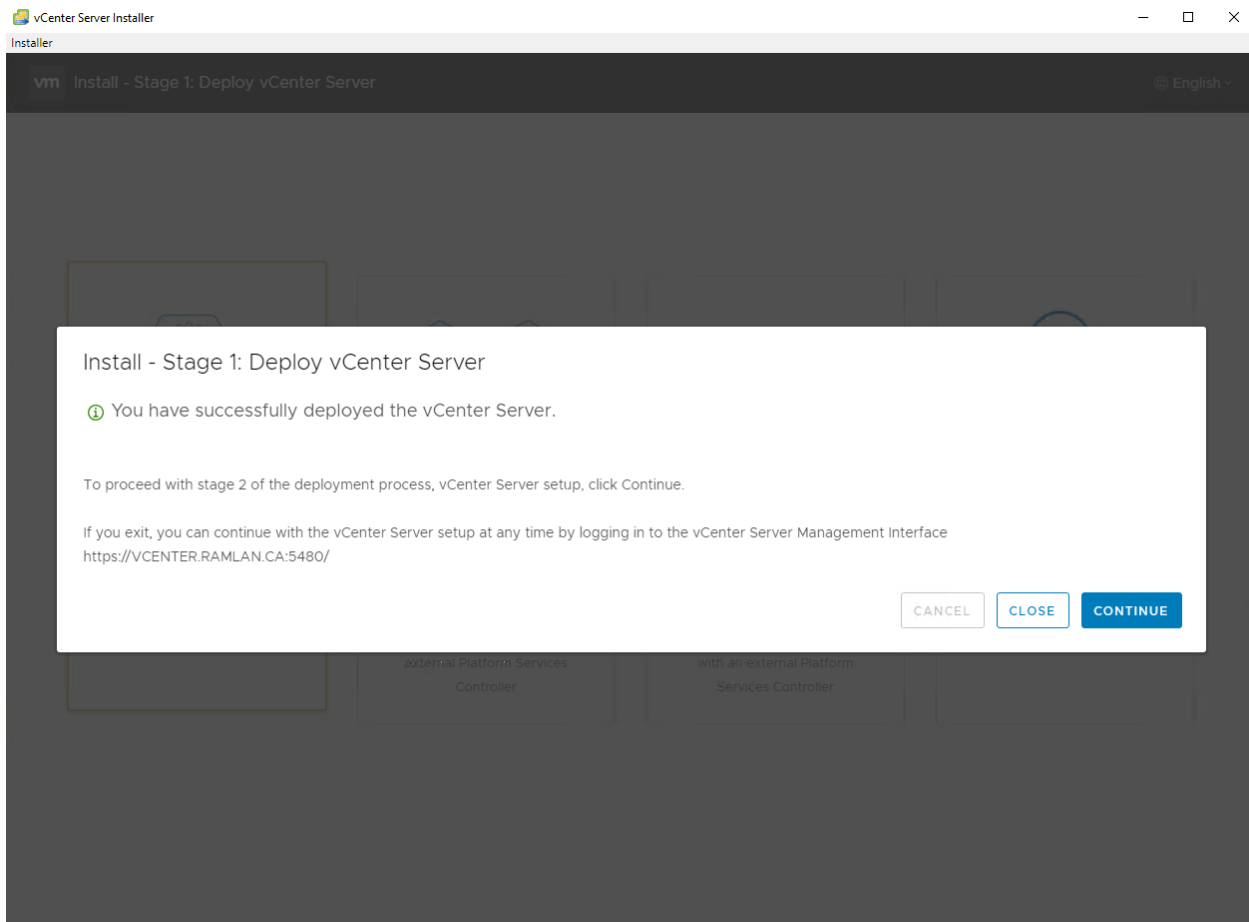 vCenter Server Installer
Installer
vm Install - Stage 1: Deploy vCenter Server
English
Install - Stage 1: Deploy vCenter Server
You have successfully deployed the vCenter Server.
To proceed with stage 2 of the deployment process, vCenter Server setup, click Continue.
If you exit, you can continue with the vCenter Server setup at any time by logging in to the vCenter Server Management Interface
https://VCENTER.RAMLAN.CA:5480/
CANCEL CLOSE CONTINUE
external Platform Services with an external Platform
Controller Services Controller